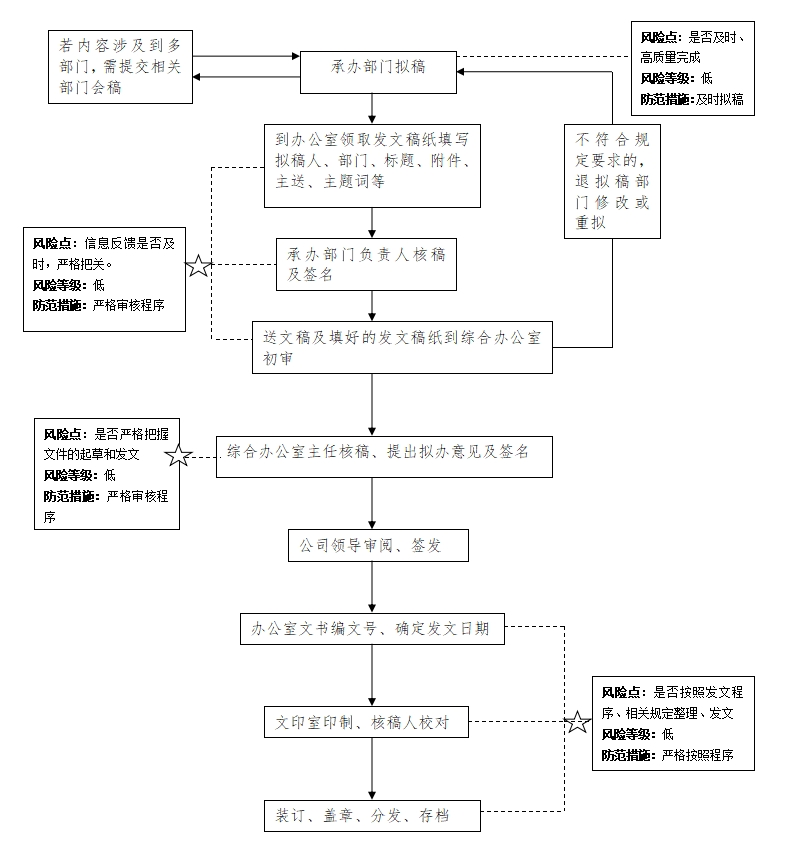 若内容涉及到多
部门，需提交相关
部门会稿
承办部门拟稿
风险点：是否及时、
高质量完成
风险等级：低
防范措施：及时拟稿
到办公室领取发文稿纸填写
拟稿人、部门、标题、附件、
主送、主题词等
不符合规
定要求的，
退拟稿部
门修改或
重拟
风险点：信息反馈是否及
时，严格把关。
风险等级：低
防范措施：严格审核程序
承办部门负责人核稿
及签名
送文稿及填好的发文稿纸到综合办公室
初审
风险点：是否严格把握
文件的起草和发文
风险等级：低
防范措施：严格审核程
序
综合办公室主任核稿、提出拟办意见及签名
公司领导审阅、签发
办公室文书编文号、确定发文日期
风险点：是否按照发文程
序、相关规定整理、发文
风险等级：低
防范措施：严格按照程序
文印室印制、核稿人校对
装订、盖章、分发、存档